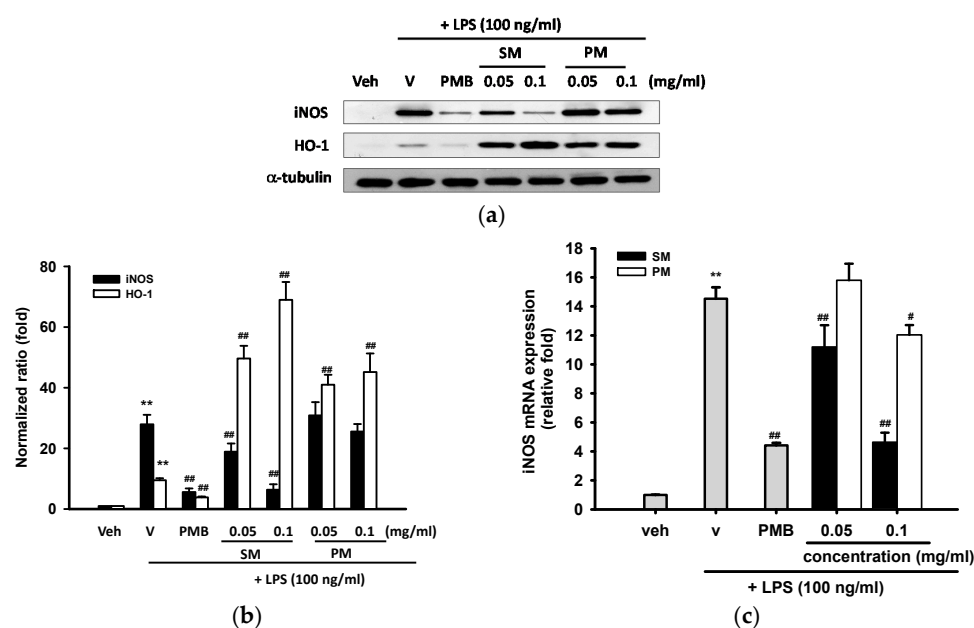 + LPS (100 ng/ml)
SM PM
Veh V PMB 0.05 0.1 0.05 0.1 (mg/ml)
iNOS
HO-1
α-tubulin
(a)
Normalized ratio (fold)
80
60
40
20
0
iNOS
HO-1
**
**
##
##
##
##
##
##
##
##
Veh V PMB 0.05 0.1 0.05 0.1 (mg/ml)
SM PM
+ LPS (100 ng/ml)
(b)
iNOS mRNA expression
(relative fold)
18
16
14
12
10
8
6
4
2
0
SM
PM
**
##
##
##
#
veh v PMB 0.05 0.1
concentration (mg/ml)
+ LPS (100 ng/ml)
(c)